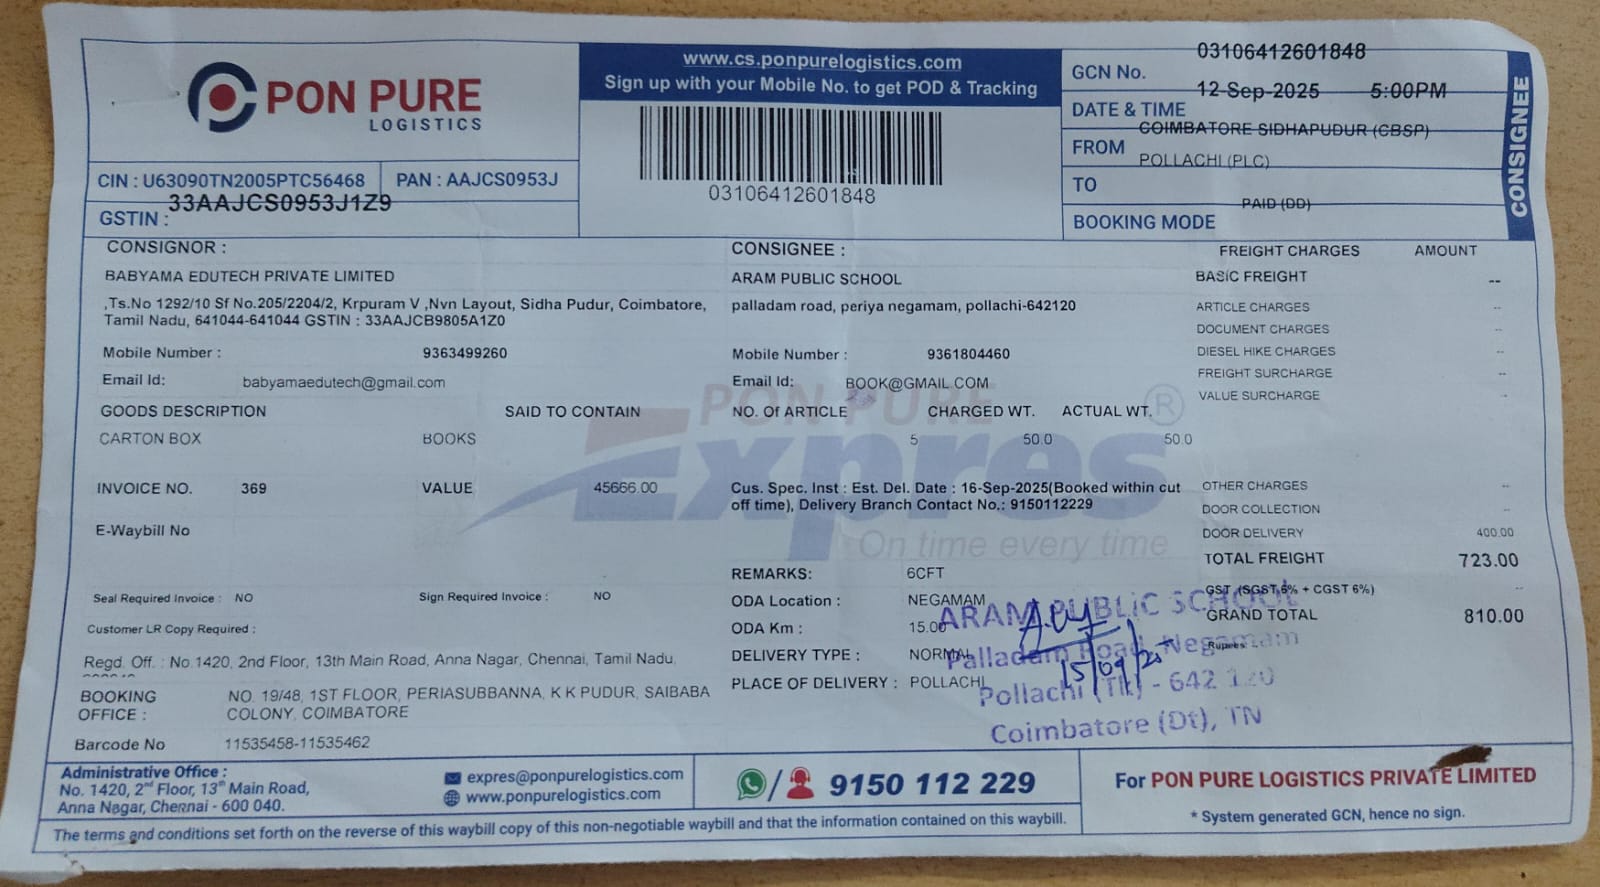 PON PURE
LOGISTICS
www.cs.ponpurelogistics.com
Sign up with your Mobile No. to get POD & Tracking
03106412601848
GCN No. 03106412601848
DATE & TIME 12-Sep-2025 5:00PM
FROM COIMBATORE SIDHAPUDUR (CBSP)
TO POLLACHI (PLC)
BOOKING MODE PAID (DD)
CONSIGNEE
CIN : U63090TN2005PTC56468 PAN : AAJCS0953J
GSTIN : 33AAJCS0953J1Z9
CONSIGNOR :
BABYAMA EDUTECH PRIVATE LIMITED
,Ts.No 1292/10 Sf No.205/2204/2, Krpuram V ,Nvn Layout, Sidha Pudur, Coimbatore,
Tamil Nadu, 641044-641044 GSTIN : 33AAJCB9805A1Z0
Mobile Number : 9363499260
Email Id: babyamaedutech@gmail.com
CONSIGNEE :
ARAM PUBLIC SCHOOL
palladam road, periya negamam, pollachi-642120
Mobile Number : 9361804460
Email Id: BOOK@GMAIL.COM
FREIGHT CHARGES AMOUNT
BASIC FREIGHT --
ARTICLE CHARGES --
DOCUMENT CHARGES --
DIESEL HIKE CHARGES --
FREIGHT SURCHARGE --
VALUE SURCHARGE --
GOODS DESCRIPTION SAID TO CONTAIN NO. Of ARTICLE CHARGED WT. ACTUAL WT.
CARTON BOX BOOKS 5 50.0 50.0
PON PURE
Expres
®
On time every time
INVOICE NO. 369 VALUE 45666.00
E-Waybill No
Cus. Spec. Inst : Est. Del. Date : 16-Sep-2025(Booked within cut
off time), Delivery Branch Contact No.: 9150112229
OTHER CHARGES --
DOOR COLLECTION --
DOOR DELIVERY 400.00
TOTAL FREIGHT 723.00
GST (SGST 6% + CGST 6%) --
GRAND TOTAL 810.00
Rupees:
Seal Required Invoice : NO Sign Required Invoice : NO
Customer LR Copy Required :
REMARKS: 6CFT
ODA Location : NEGAMAM
ODA Km : 15.00
DELIVERY TYPE : NORMAL
PLACE OF DELIVERY : POLLACHI
ARAM PUBLIC SCHOOL
Palladam Road, Negamam
Pollachi (Tk) - 642 120
Coimbatore (Dt), TN
15/09/25
Regd. Off. : No.1420, 2nd Floor, 13th Main Road, Anna Nagar, Chennai, Tamil Nadu,
BOOKING OFFICE : NO. 19/48, 1ST FLOOR, PERIASUBBANNA, K K PUDUR, SAIBABA
COLONY, COIMBATORE
Barcode No 11535458-11535462
Administrative Office :
No. 1420, 2nd Floor, 13th Main Road,
Anna Nagar, Chennai - 600 040.
expres@ponpurelogistics.com
www.ponpurelogistics.com
9150 112 229
For PON PURE LOGISTICS PRIVATE LIMITED
* System generated GCN, hence no sign.
The terms and conditions set forth on the reverse of this waybill copy of this non-negotiable waybill and that the information contained on this waybill.